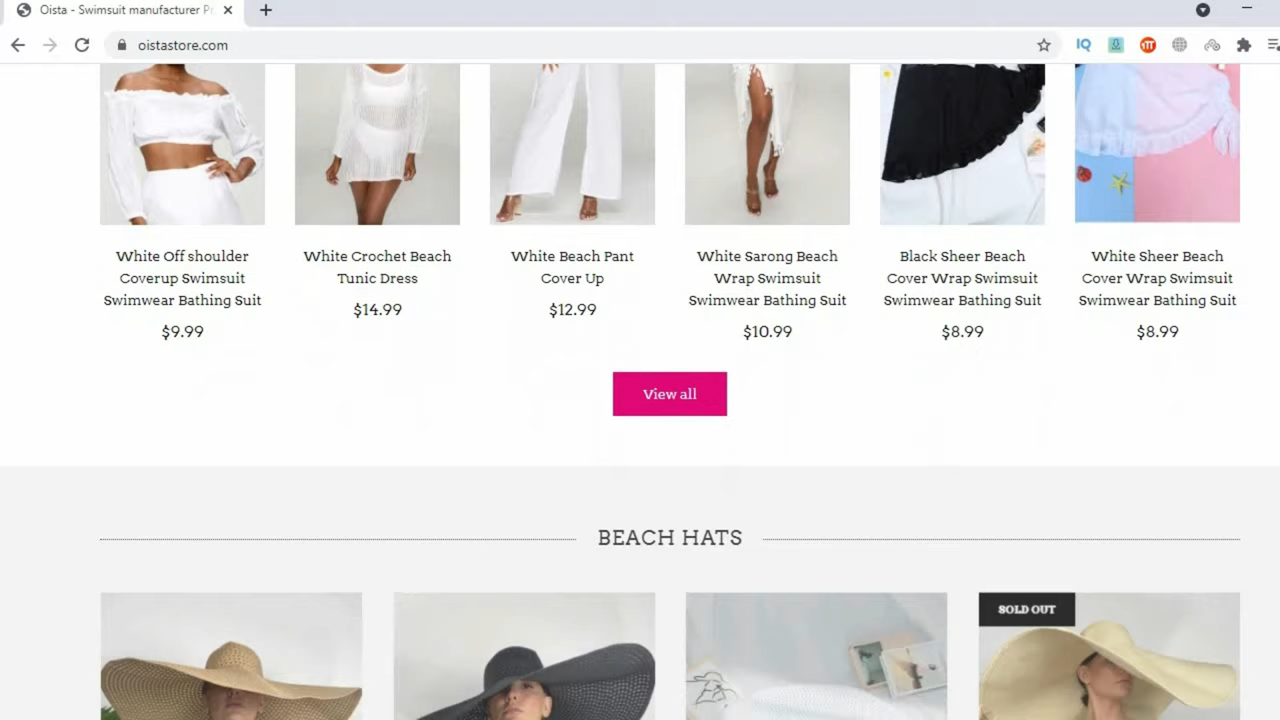 Oista - Swimsuit manufacturer Pr
oistastore.com
IQ
White Off shoulder
Coverup Swimsuit
Swimwear Bathing Suit
$9.99
White Crochet Beach
Tunic Dress
$14.99
White Beach Pant
Cover Up
$12.99
White Sarong Beach
Wrap Swimsuit
Swimwear Bathing Suit
$10.99
Black Sheer Beach
Cover Wrap Swimsuit
Swimwear Bathing Suit
$8.99
White Sheer Beach
Cover Wrap Swimsuit
Swimwear Bathing Suit
$8.99
View all
BEACH HATS
SOLD OUT